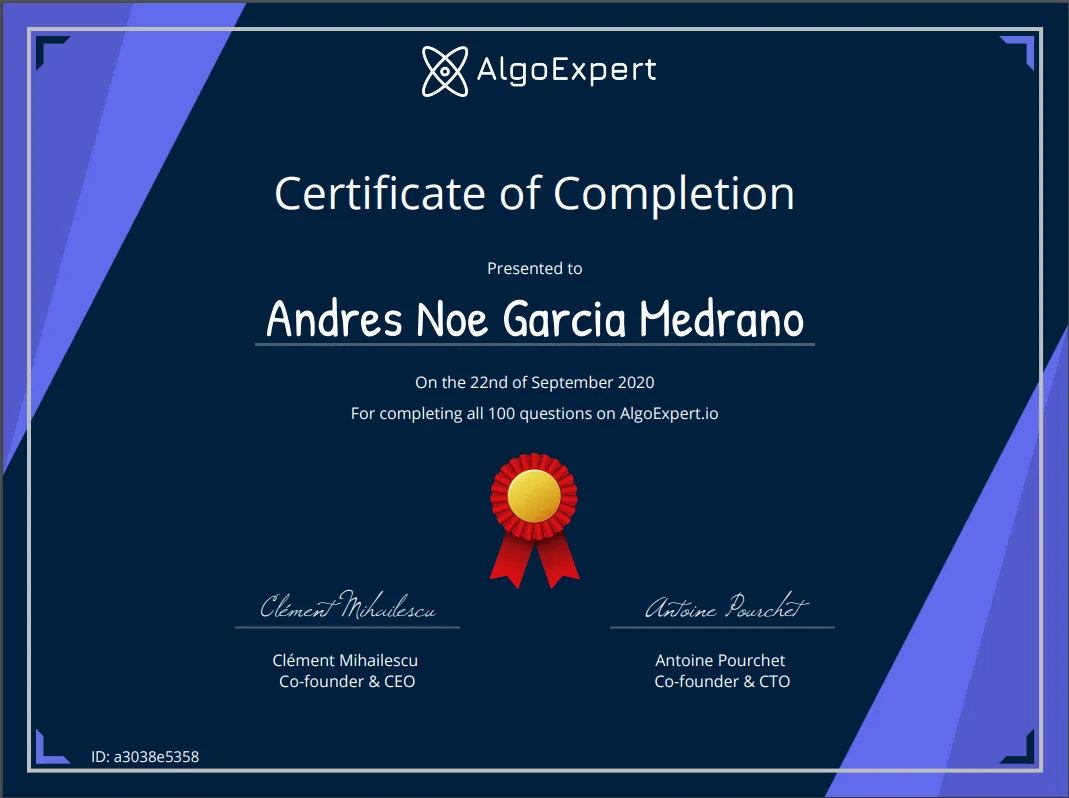 AlgoExpert
Certificate of Completion
Presented to
Andres Noe Garcia Medrano
On the 22nd of September 2020
For completing all 100 questions on AlgoExpert.io
Clément Mihailescu
Antoine Pourchet
Clément Mihailescu
Co-founder & CEO
Antoine Pourchet
Co-founder & CTO
ID: a3038e5358